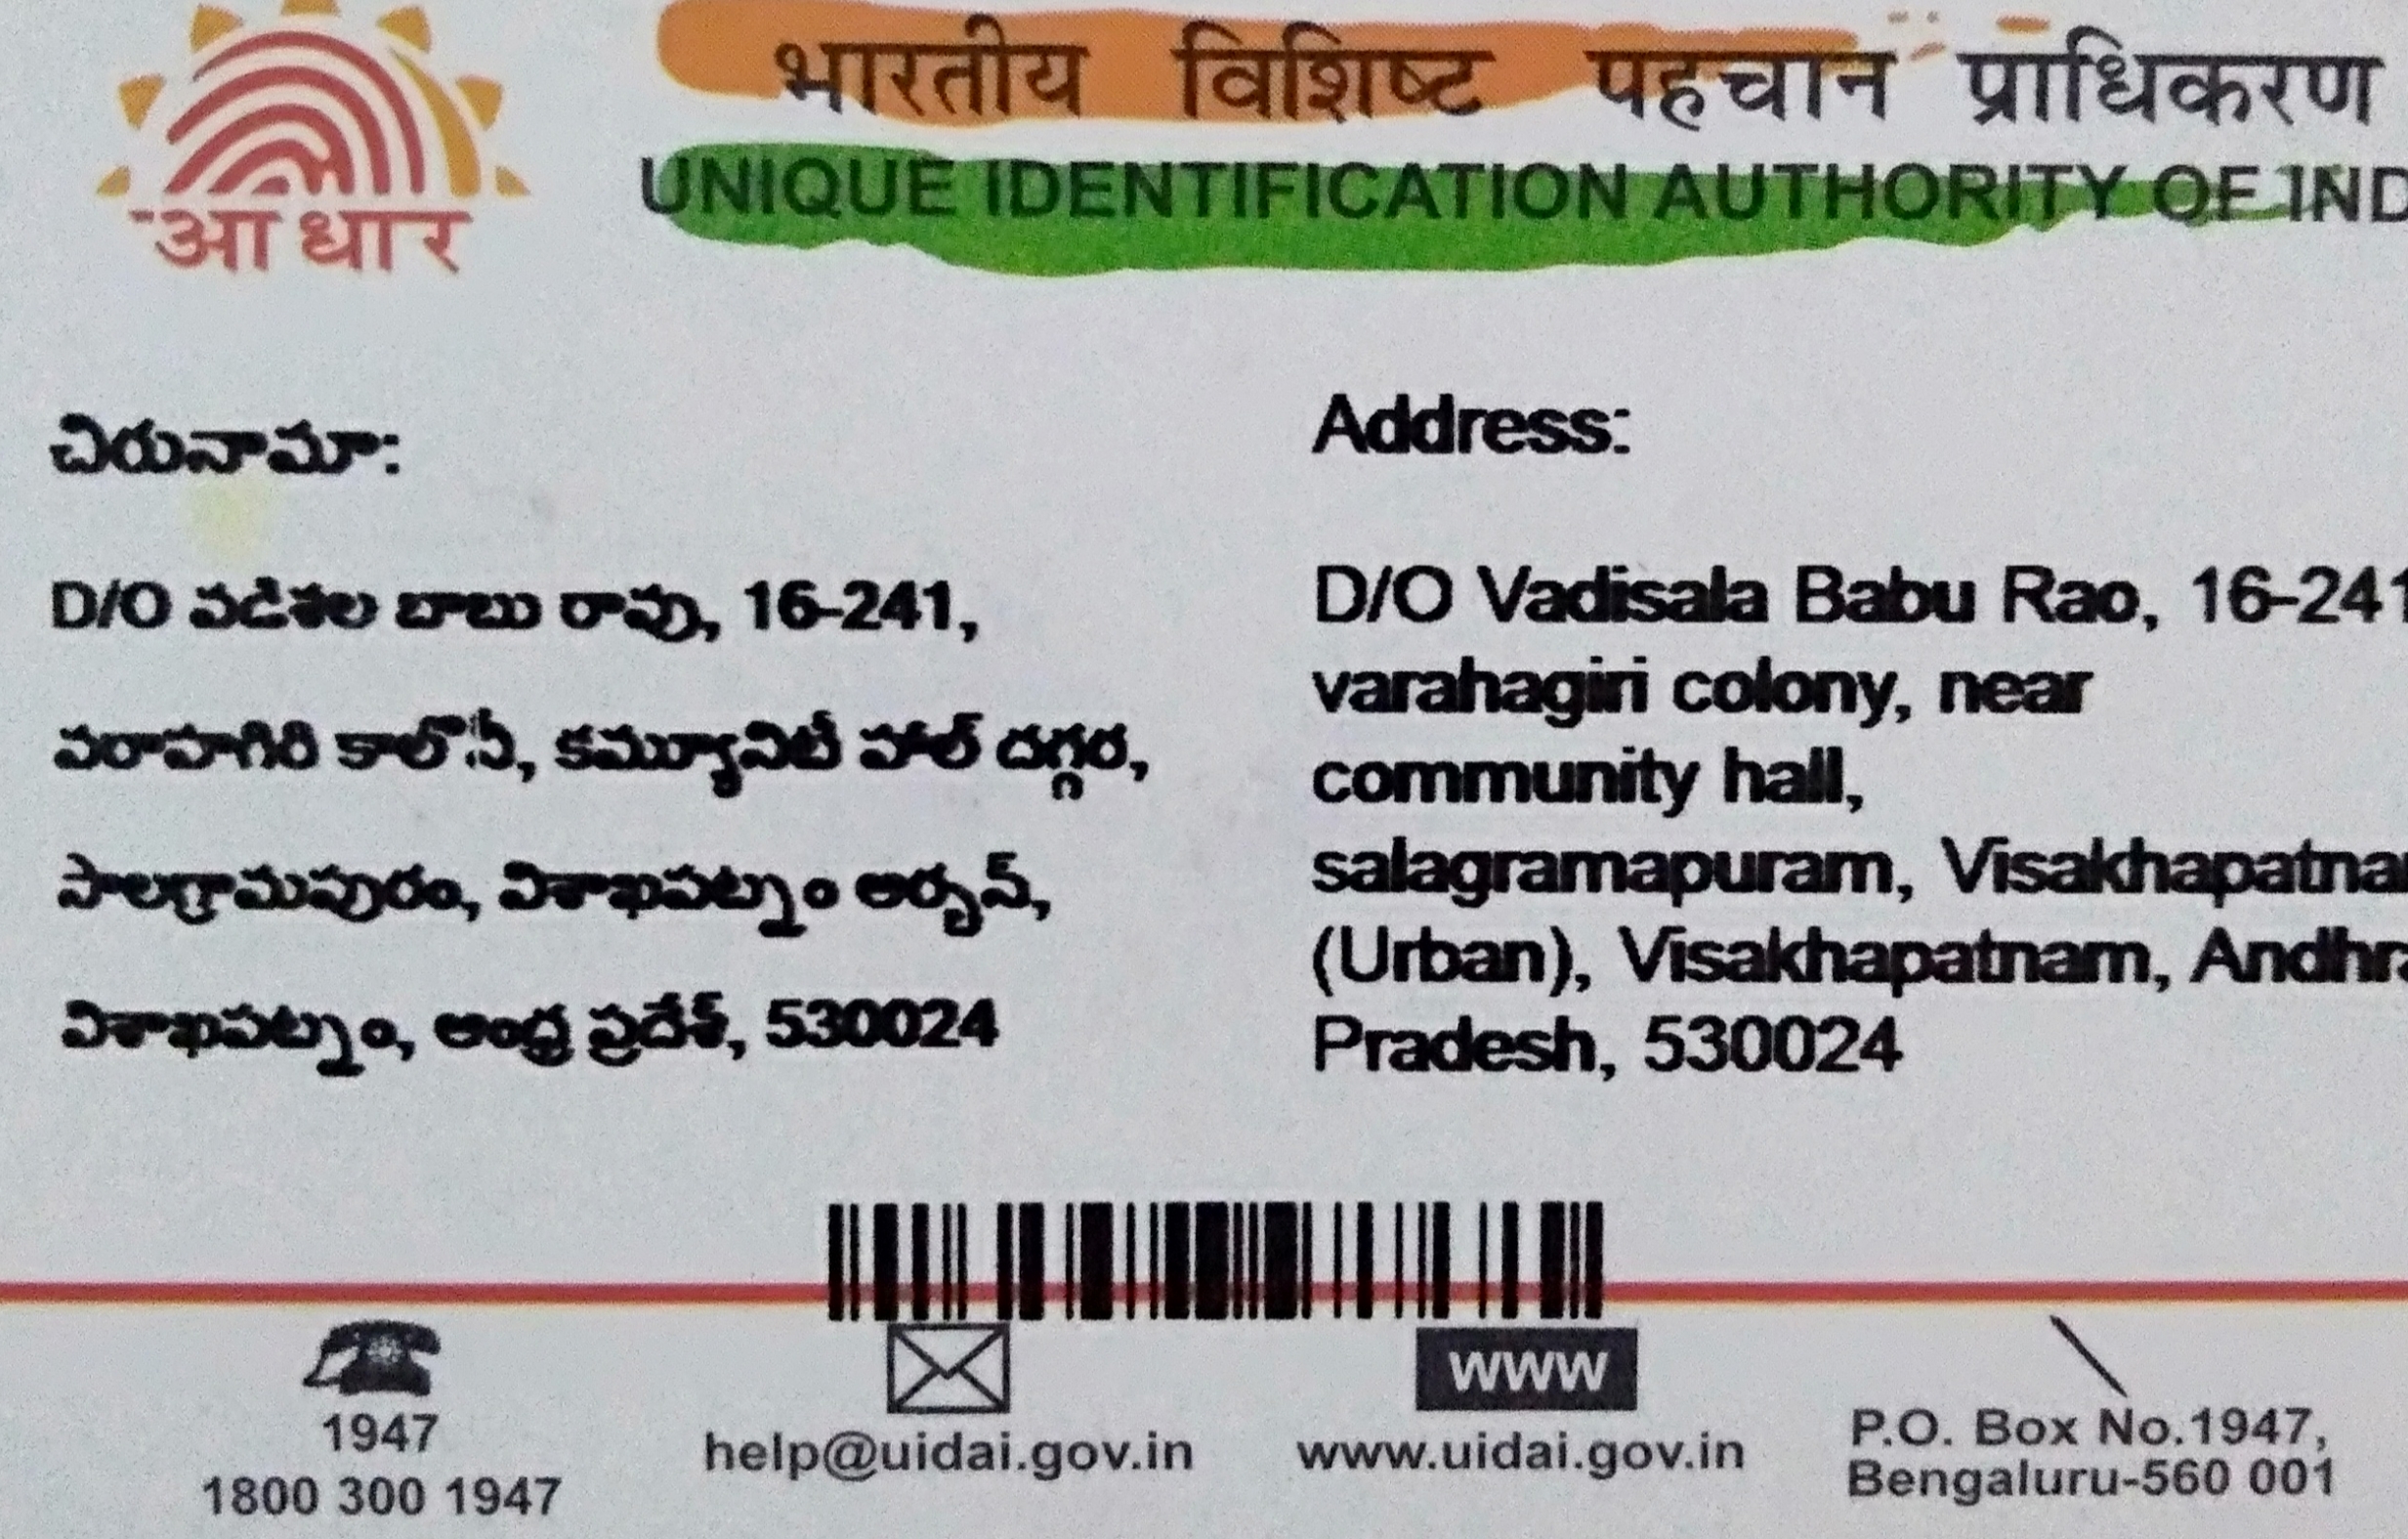 भारतीय विशिष्ट पहचान प्राधिकरण
UNIQUE IDENTIFICATION AUTHORITY OF IND
आधार
చిరునామా:
D/O వడిశల బాబు రావు, 16-241,
వరాహగిరి కాలొనీ, కమ్యూనిటీ హాల్ దగ్గర,
సాలగ్రామపురం, విశాఖపట్నం అర్బన్,
విశాఖపట్నం, ఆంధ్ర ప్రదేశ్, 530024
Address:
D/O Vadisala Babu Rao, 16-241
varahagiri colony, near
community hall,
salagramapuram, Visakhapatnam
(Urban), Visakhapatnam, Andhra
Pradesh, 530024
1947
1800 300 1947
help@uidai.gov.in
WWW
www.uidai.gov.in
P.O. Box No.1947,
Bengaluru-560 001